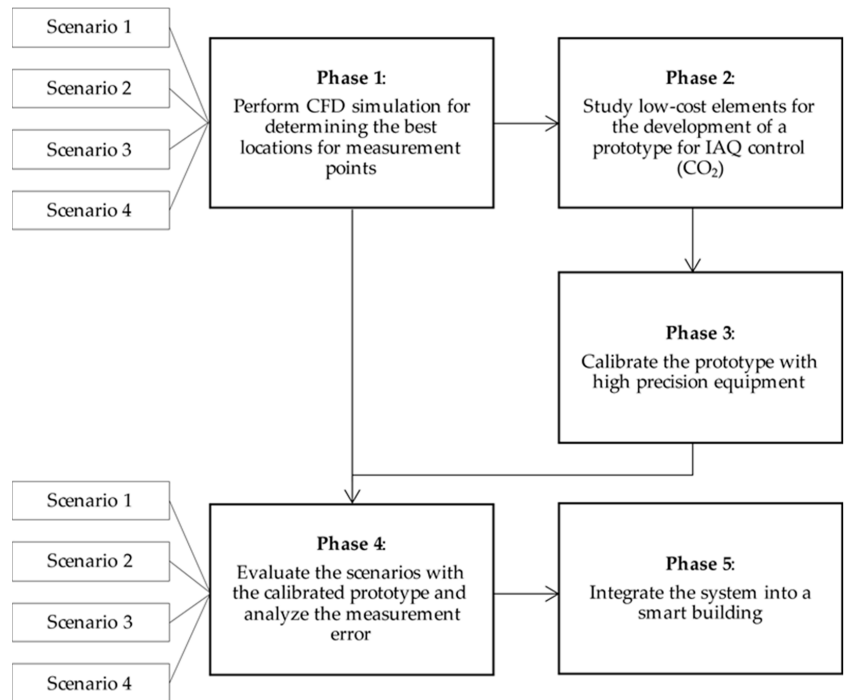 Scenario 1
Scenario 2
Scenario 3
Scenario 4
Phase 1:
Perform CFD simulation for
determining the best
locations for measurement
points
Phase 2:
Study low-cost elements for
the development of a
prototype for IAQ control
(CO₂)
Phase 3:
Calibrate the prototype with
high precision equipment
Scenario 1
Scenario 2
Scenario 3
Scenario 4
Phase 4:
Evaluate the scenarios with
the calibrated prototype and
analyze the measurement
error
Phase 5:
Integrate the system into a
smart building